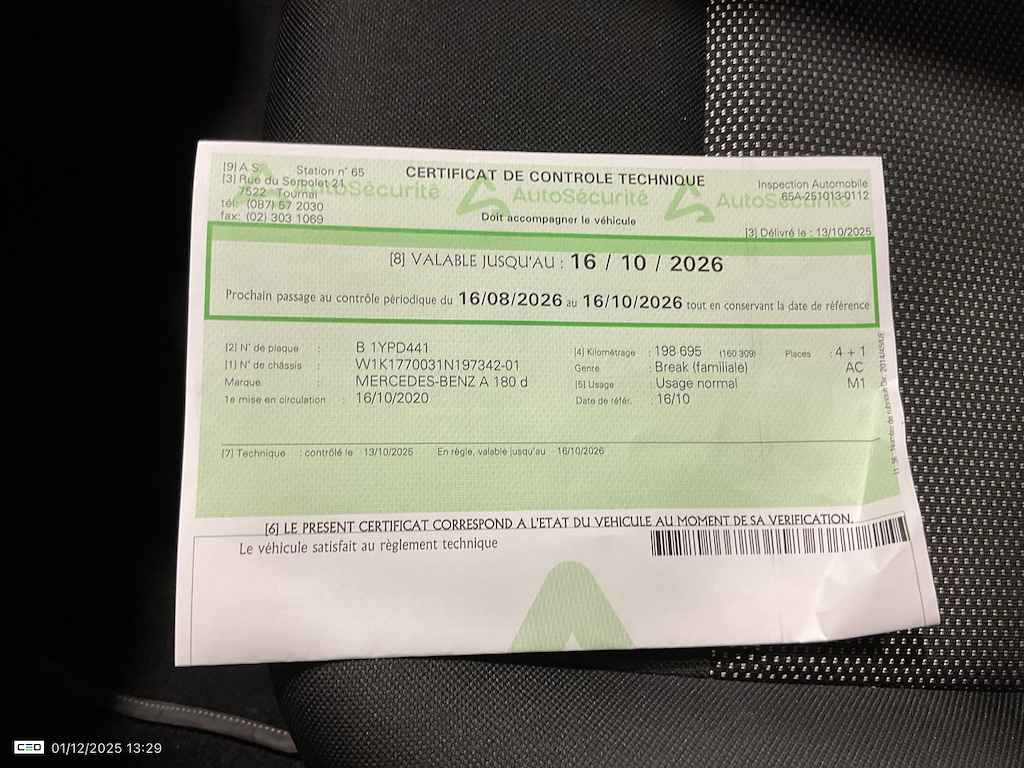 [9] A.S Station n° 65
[3] Rue du Serpolet 21
7522 Tournai
tél: (087) 57 2030
fax: (02) 303 1069
CERTIFICAT DE CONTROLE TECHNIQUE
AutoSécurité AutoSécurité AutoSécurité
Doit accompagner le véhicule
Inspection Automobile
65A-251013-0112
[3] Délivré le : 13/10/2025
[8] VALABLE JUSQU'AU : 16 / 10 / 2026
Prochain passage au contrôle périodique du 16/08/2026 au 16/10/2026 tout en conservant la date de référence
[2] N° de plaque : B 1YPD441
[1] N° de châssis : W1K1770031N197342-01
Marque : MERCEDES-BENZ A 180 d
1e mise en circulation : 16/10/2020
[4] Kilométrage : 198 695 (160 309) Places : 4 + 1
Genre : Break (familiale) AC
[5] Usage : Usage normal M1
Date de référ. : 16/10
[7] Technique : contrôlé le 13/10/2025 En règle, valable jusqu'au 16/10/2026
[6] LE PRESENT CERTIFICAT CORRESPOND A L'ETAT DU VEHICULE AU MOMENT DE SA VERIFICATION.
Le véhicule satisfait au règlement technique
CEO 01/12/2025 13:29